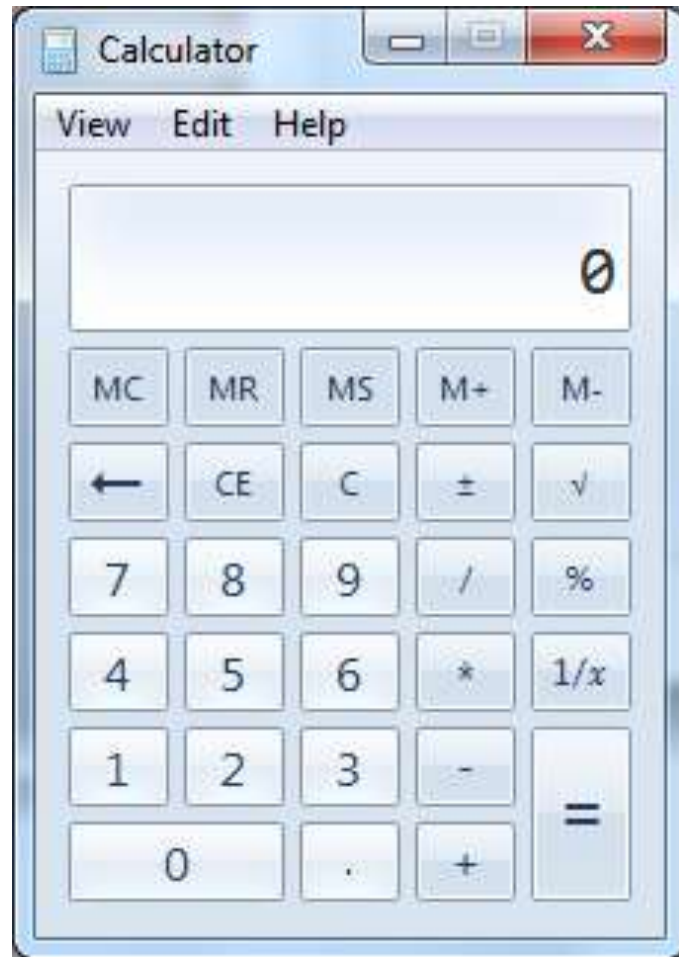 Calculator
View Edit Help
0
MC MR MS M+ M-
← CE C ± √
7 8 9 / %
4 5 6 * 1/x
1 2 3 -
=
0 . +